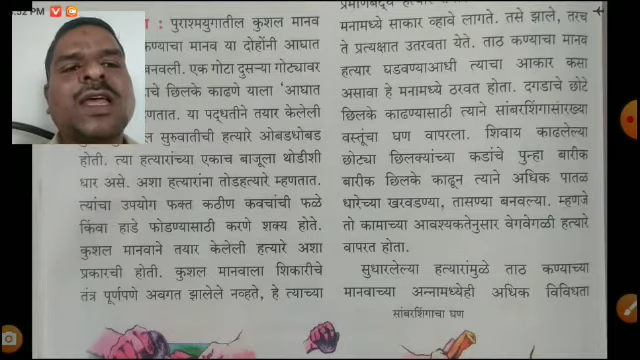 :32 PM
: पुराश्मयुगातील कुशल मानव
कण्याचा मानव या दोहोंनी आघात
बनवली. एक गोटा दुसऱ्या गोट्यावर
चे छिलके काढणे याला 'आघात
म्हणतात. या पद्धतीने तयार केलेली
सुरुवातीची हत्यारे ओबडधोबड
होती. त्या हत्यारांच्या एकाच बाजूला थोडीशी
धार असे. अशा हत्यारांना तोडहत्यारे म्हणतात.
त्यांचा उपयोग फक्त कठीण कवचांची फळे
किंवा हाडे फोडण्यासाठी करणे शक्य होते.
कुशल मानवाने तयार केलेली हत्यारे अशा
प्रकारची होती. कुशल मानवाला शिकारीचे
तंत्र पूर्णपणे अवगत झालेले नव्हते, हे त्याच्या
मनामध्ये साकार व्हावे लागते. तसे झाले, तरच
ते प्रत्यक्षात उतरवता येते. ताठ कण्याचा मानव
हत्यार घडवण्याआधी त्याचा आकार कसा
असावा हे मनामध्ये ठरवत होता. दगडाचे छोटे
छिलके काढण्यासाठी त्याने सांबरशिंगासारख्या
वस्तूंचा घण वापरला. शिवाय काढलेल्या
छोट्या छिलक्यांच्या कडांचे पुन्हा बारीक
बारीक छिलके काढून त्याने अधिक पातळ
धारेच्या खरवडण्या, तासण्या बनवल्या. म्हणजे
तो कामाच्या आवश्यकतेनुसार वेगवेगळी हत्यारे
वापरत होता.
सुधारलेल्या हत्यारांमुळे ताठ कण्याच्या
मानवाच्या अन्नामध्येही अधिक विविधता
सांबरशिंगाचा घण